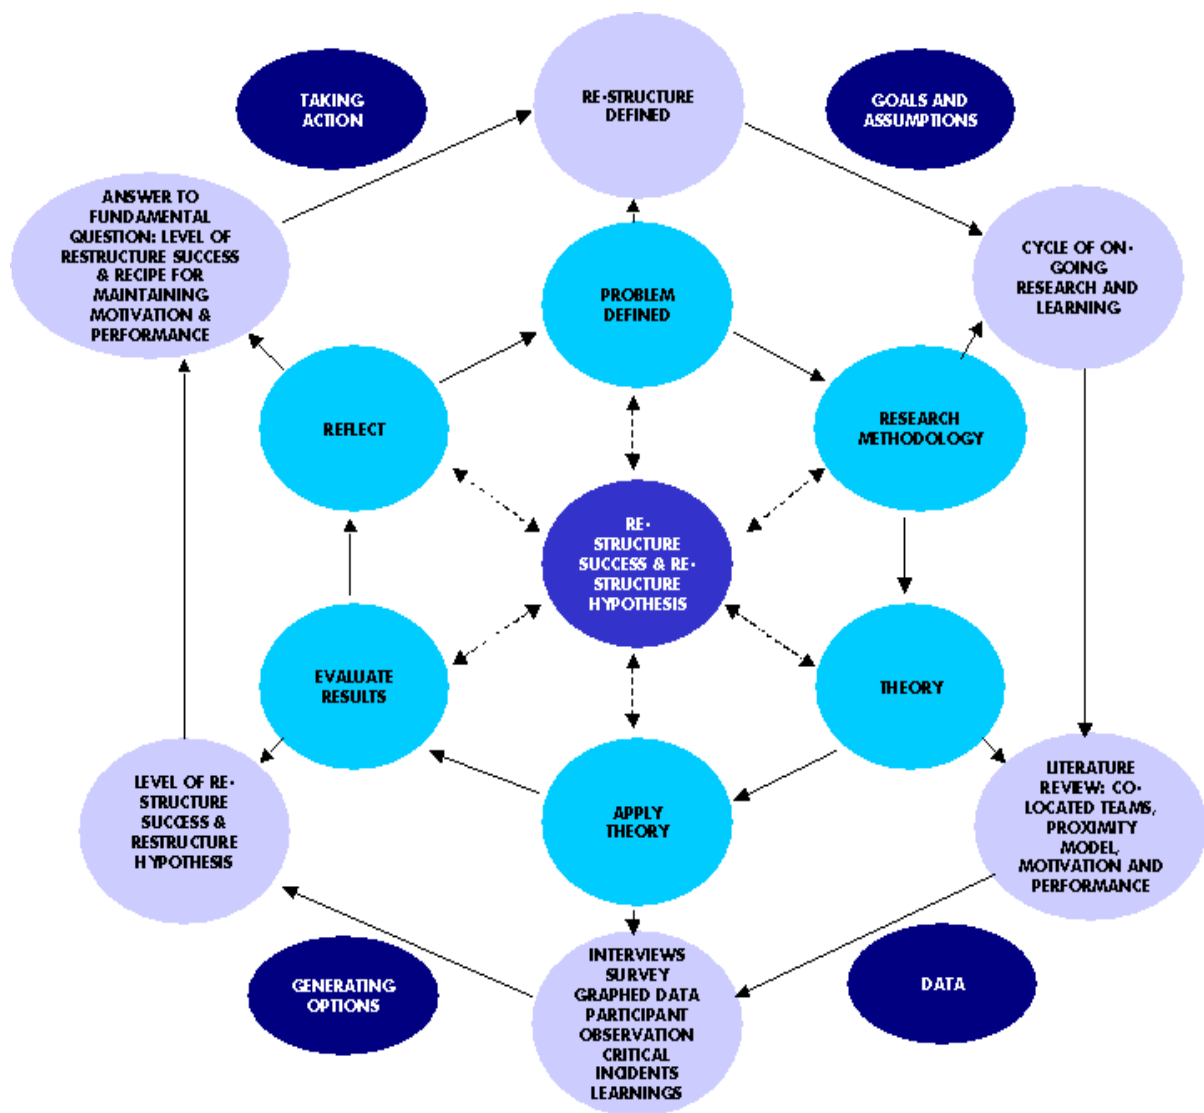 TAKING
ACTION
RE-STRUCTURE
DEFINED
GOALS AND
ASSUMPTIONS
ANSWER TO
FUNDAMENTAL
QUESTION: LEVEL OF
RESTRUCTURE SUCCESS
& RECIPE FOR
MAINTAINING
MOTIVATION &
PERFORMANCE
CYCLE OF ON-
GOING
RESEARCH AND
LEARNING
PROBLEM
DEFINED
REFLECT
RESEARCH
METHODOLOGY
RE-
STRUCTURE
SUCCESS & RE-
STRUCTURE
HYPOTHESIS
EVALUATE
RESULTS
THEORY
APPLY
THEORY
LEVEL OF RE-
STRUCTURE
SUCCESS &
RESTRUCTURE
HYPOTHESIS
LITERATURE
REVIEW: CO-
LOCATED TEAMS,
PROXIMITY
MODEL,
MOTIVATION AND
PERFORMANCE
GENERATING
OPTIONS
INTERVIEWS
SURVEY
GRAPHED DATA
PARTICIPANT
OBSERVATION
CRITICAL
INCIDENTS
LEARNINGS
DATA